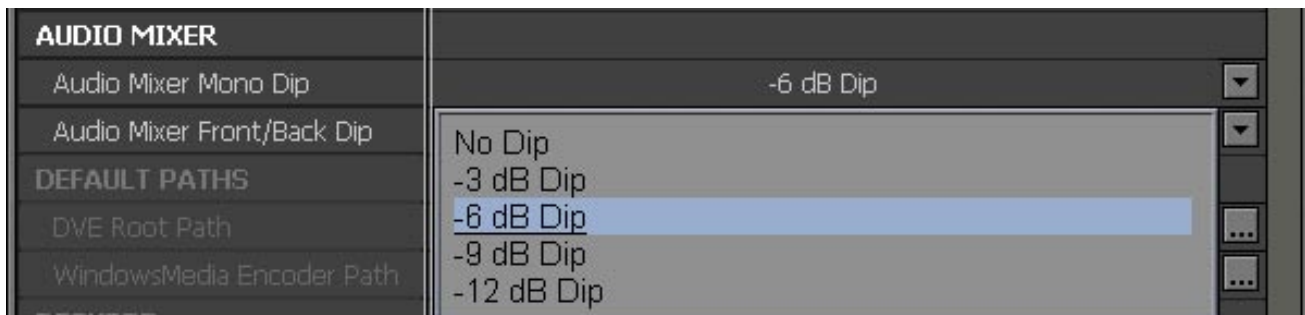 AUDIO MIXER
Audio Mixer Mono Dip
-6 dB Dip
Audio Mixer Front/Back Dip
No Dip
-3 dB Dip
-6 dB Dip
-9 dB Dip
-12 dB Dip
DEFAULT PATHS
DVE Root Path
...
WindowsMedia Encoder Path
...